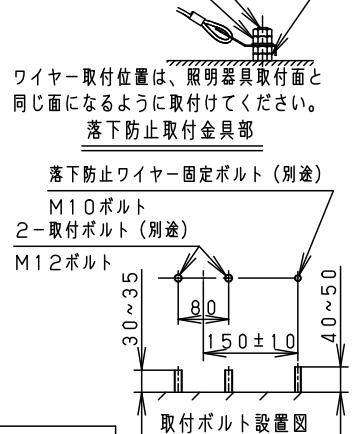 ワイヤー取付位置は、照明器具取付面と
同じ面になるように取付けてください。
落下防止取付金具部
落下防止ワイヤー固定ボルト（別途）
M10ボルト
2－取付ボルト（別途）
M12ボルト
30~35
80
150±10
40~50
取付ボルト設置図